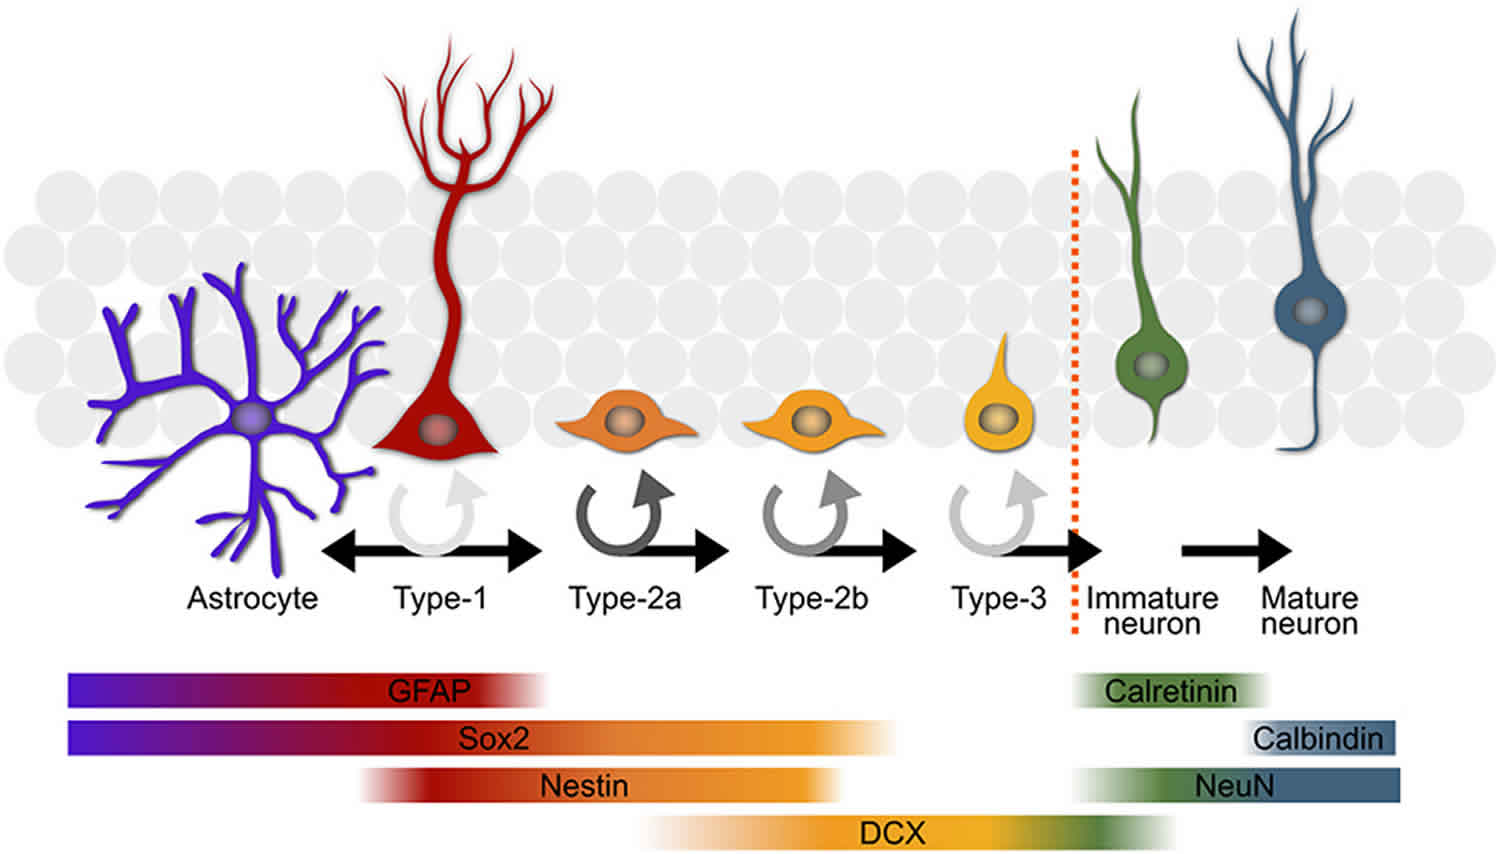 Astrocyte
Type-1
Type-2a
Type-2b
Type-3
Immature
neuron
Mature
neuron
GFAP
Calretinin
Sox2
Calbindin
Nestin
NeuN
DCX